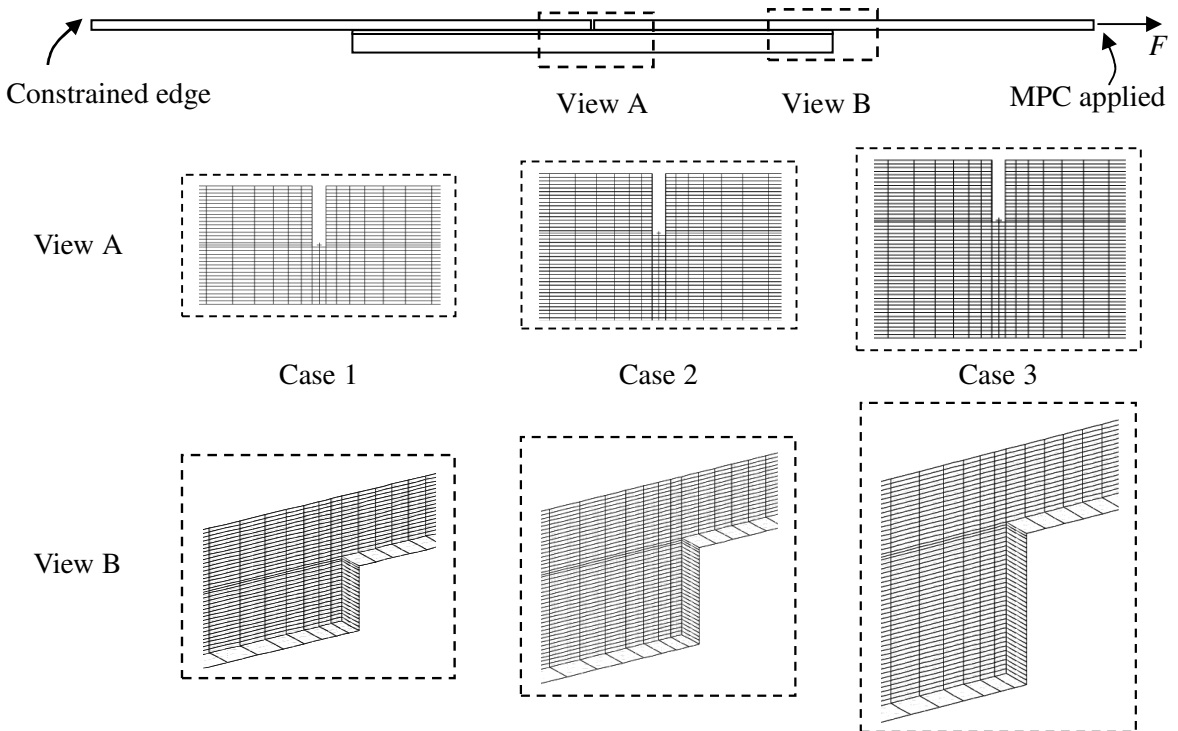 F
Constrained edge
View A
View B
MPC applied
View A
Case 1
Case 2
Case 3
View B